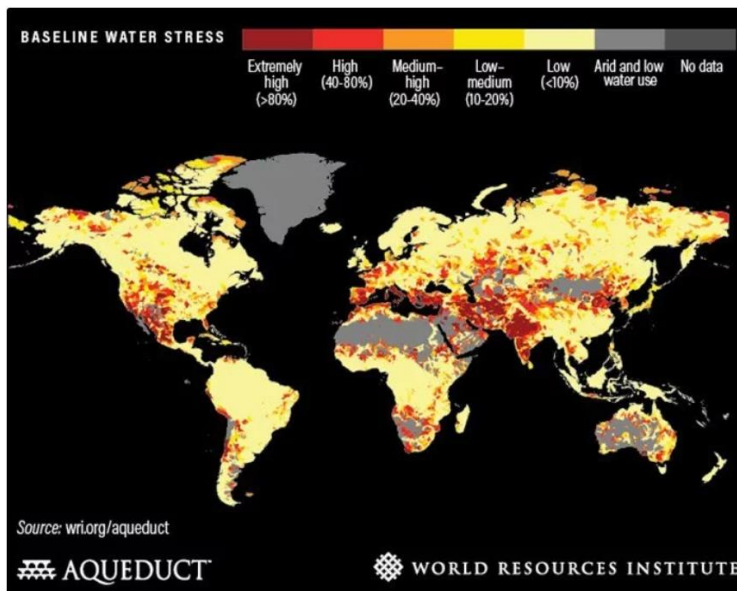 BASELINE WATER STRESS
Extremely
high
(>80%)
High
(40-80%)
Medium–
high
(20-40%)
Low–
medium
(10-20%)
Low
(<10%)
Arid and low
water use
No data
Source: wri.org/aqueduct
AQUEDUCT™
WORLD RESOURCES INSTITUTE